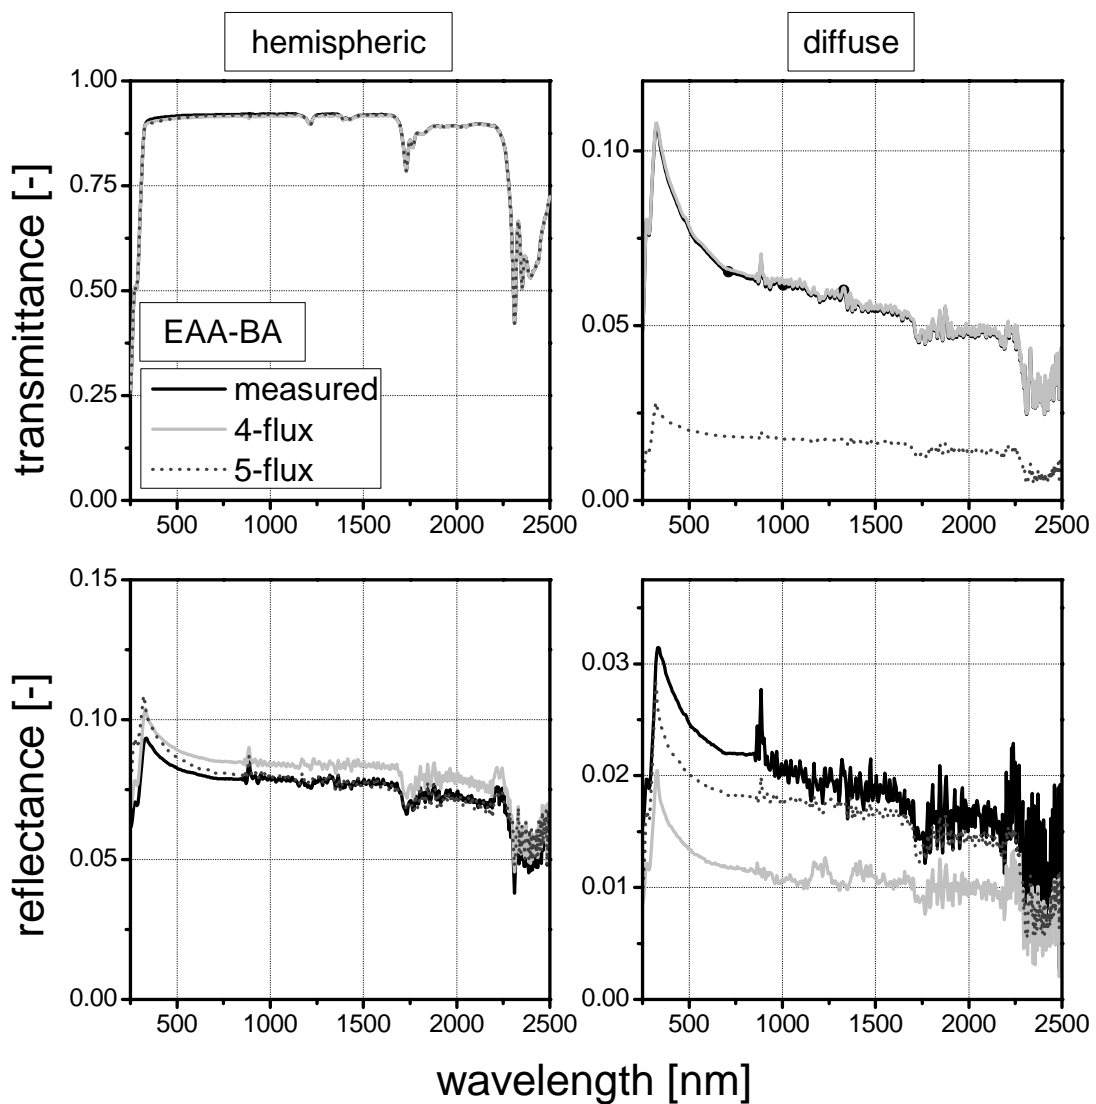 hemispheric
diffuse
transmittance [-]
1.00
0.75
0.50
0.25
0.00
EAA-BA
measured
4-flux
5-flux
500 1000 1500 2000 2500
0.10
0.05
0.00
500 1000 1500 2000 2500
reflectance [-]
0.15
0.10
0.05
0.00
500 1000 1500 2000 2500
0.03
0.02
0.01
0.00
500 1000 1500 2000 2500
wavelength [nm]